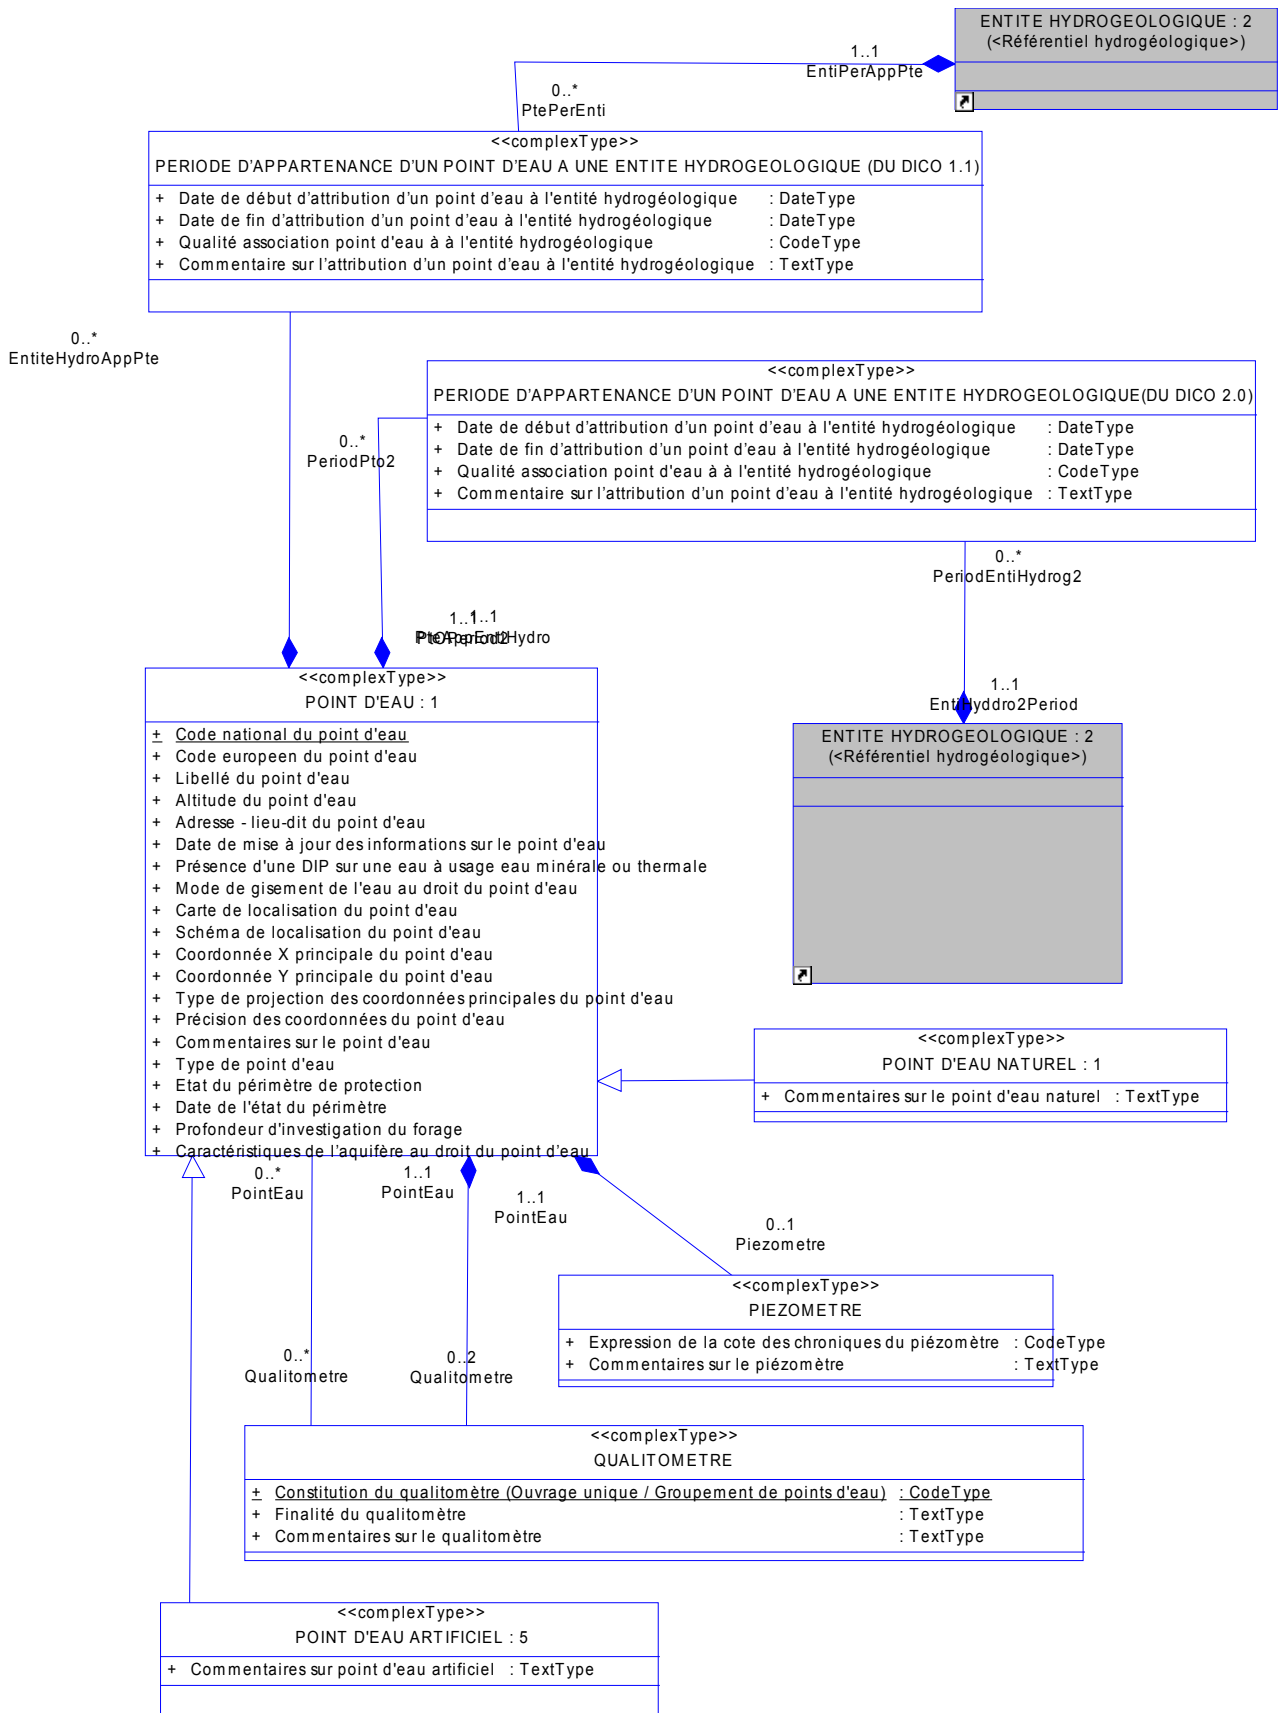 ENTITE HYDROGEOLOGIQUE : 2
(<Référentiel hydrogéologique>)
1..1
EntiPerAppPte
0..*
PtePerEnti
<<complexType>>
PERIODE D'APPARTENANCE D'UN POINT D'EAU A UNE ENTITE HYDROGEOLOGIQUE (DU DICO 1.1)
+ Date de début d'attribution d'un point d'eau à l'entité hydrogéologique : DateType
+ Date de fin d'attribution d'un point d'eau à l'entité hydrogéologique : DateType
+ Qualité association point d'eau à à l'entité hydrogéologique : CodeType
+ Commentaire sur l'attribution d'un point d'eau à l'entité hydrogéologique : TextType
0..*
EntiteHydroAppPte
<<complexType>>
PERIODE D'APPARTENANCE D'UN POINT D'EAU A UNE ENTITE HYDROGEOLOGIQUE(DU DICO 2.0)
+ Date de début d'attribution d'un point d'eau à l'entité hydrogéologique : DateType
+ Date de fin d'attribution d'un point d'eau à l'entité hydrogéologique : DateType
+ Qualité association point d'eau à à l'entité hydrogéologique : CodeType
+ Commentaire sur l'attribution d'un point d'eau à l'entité hydrogéologique : TextType
0..*
PeriodPto2
0..*
PeriodEntiHydrog2
1..1
1..1
PteAppEntiHydro
PtOPeriod2
1..1
EntiHyddro2Period
<<complexType>>
POINT D'EAU : 1
+ Code national du point d'eau
+ Code europeen du point d'eau
+ Libellé du point d'eau
+ Altitude du point d'eau
+ Adresse - lieu-dit du point d'eau
+ Date de mise à jour des informations sur le point d'eau
+ Présence d'une DIP sur une eau à usage eau minérale ou thermale
+ Mode de gisement de l'eau au droit du point d'eau
+ Carte de localisation du point d'eau
+ Schéma de localisation du point d'eau
+ Coordonnée X principale du point d'eau
+ Coordonnée Y principale du point d'eau
+ Type de projection des coordonnées principales du point d'eau
+ Précision des coordonnées du point d'eau
+ Commentaires sur le point d'eau
+ Type de point d'eau
+ Etat du périmètre de protection
+ Date de l'état du périmètre
+ Profondeur d'investigation du forage
+ Caractéristiques de l'aquifère au droit du point d'eau
ENTITE HYDROGEOLOGIQUE : 2
(<Référentiel hydrogéologique>)
<<complexType>>
POINT D'EAU NATUREL : 1
+ Commentaires sur le point d'eau naturel : TextType
0..*
PointEau
1..1
PointEau
1..1
PointEau
0..1
Piezometre
<<complexType>>
PIEZOMETRE
+ Expression de la cote des chroniques du piézomètre : CodeType
+ Commentaires sur le piézomètre : TextType
0..*
Qualitometre
0..2
Qualitometre
<<complexType>>
QUALITOMETRE
+ Constitution du qualitomètre (Ouvrage unique / Groupement de points d'eau) : CodeType
+ Finalité du qualitomètre : TextType
+ Commentaires sur le qualitomètre : TextType
<<complexType>>
POINT D'EAU ARTIFICIEL : 5
+ Commentaires sur point d'eau artificiel : TextType